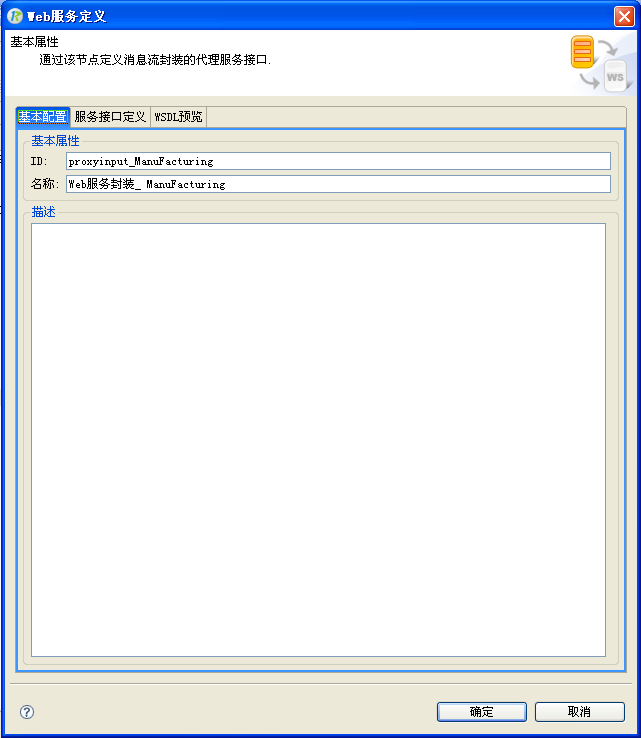 Web服务定义
基本属性
通过该节点定义消息流封装的代理服务接口.
WS
基本配置 服务接口定义 WSDL预览
基本属性
ID: proxyinput_ManuFacturing
名称: Web服务封装_ ManuFacturing
描述
确定 取消